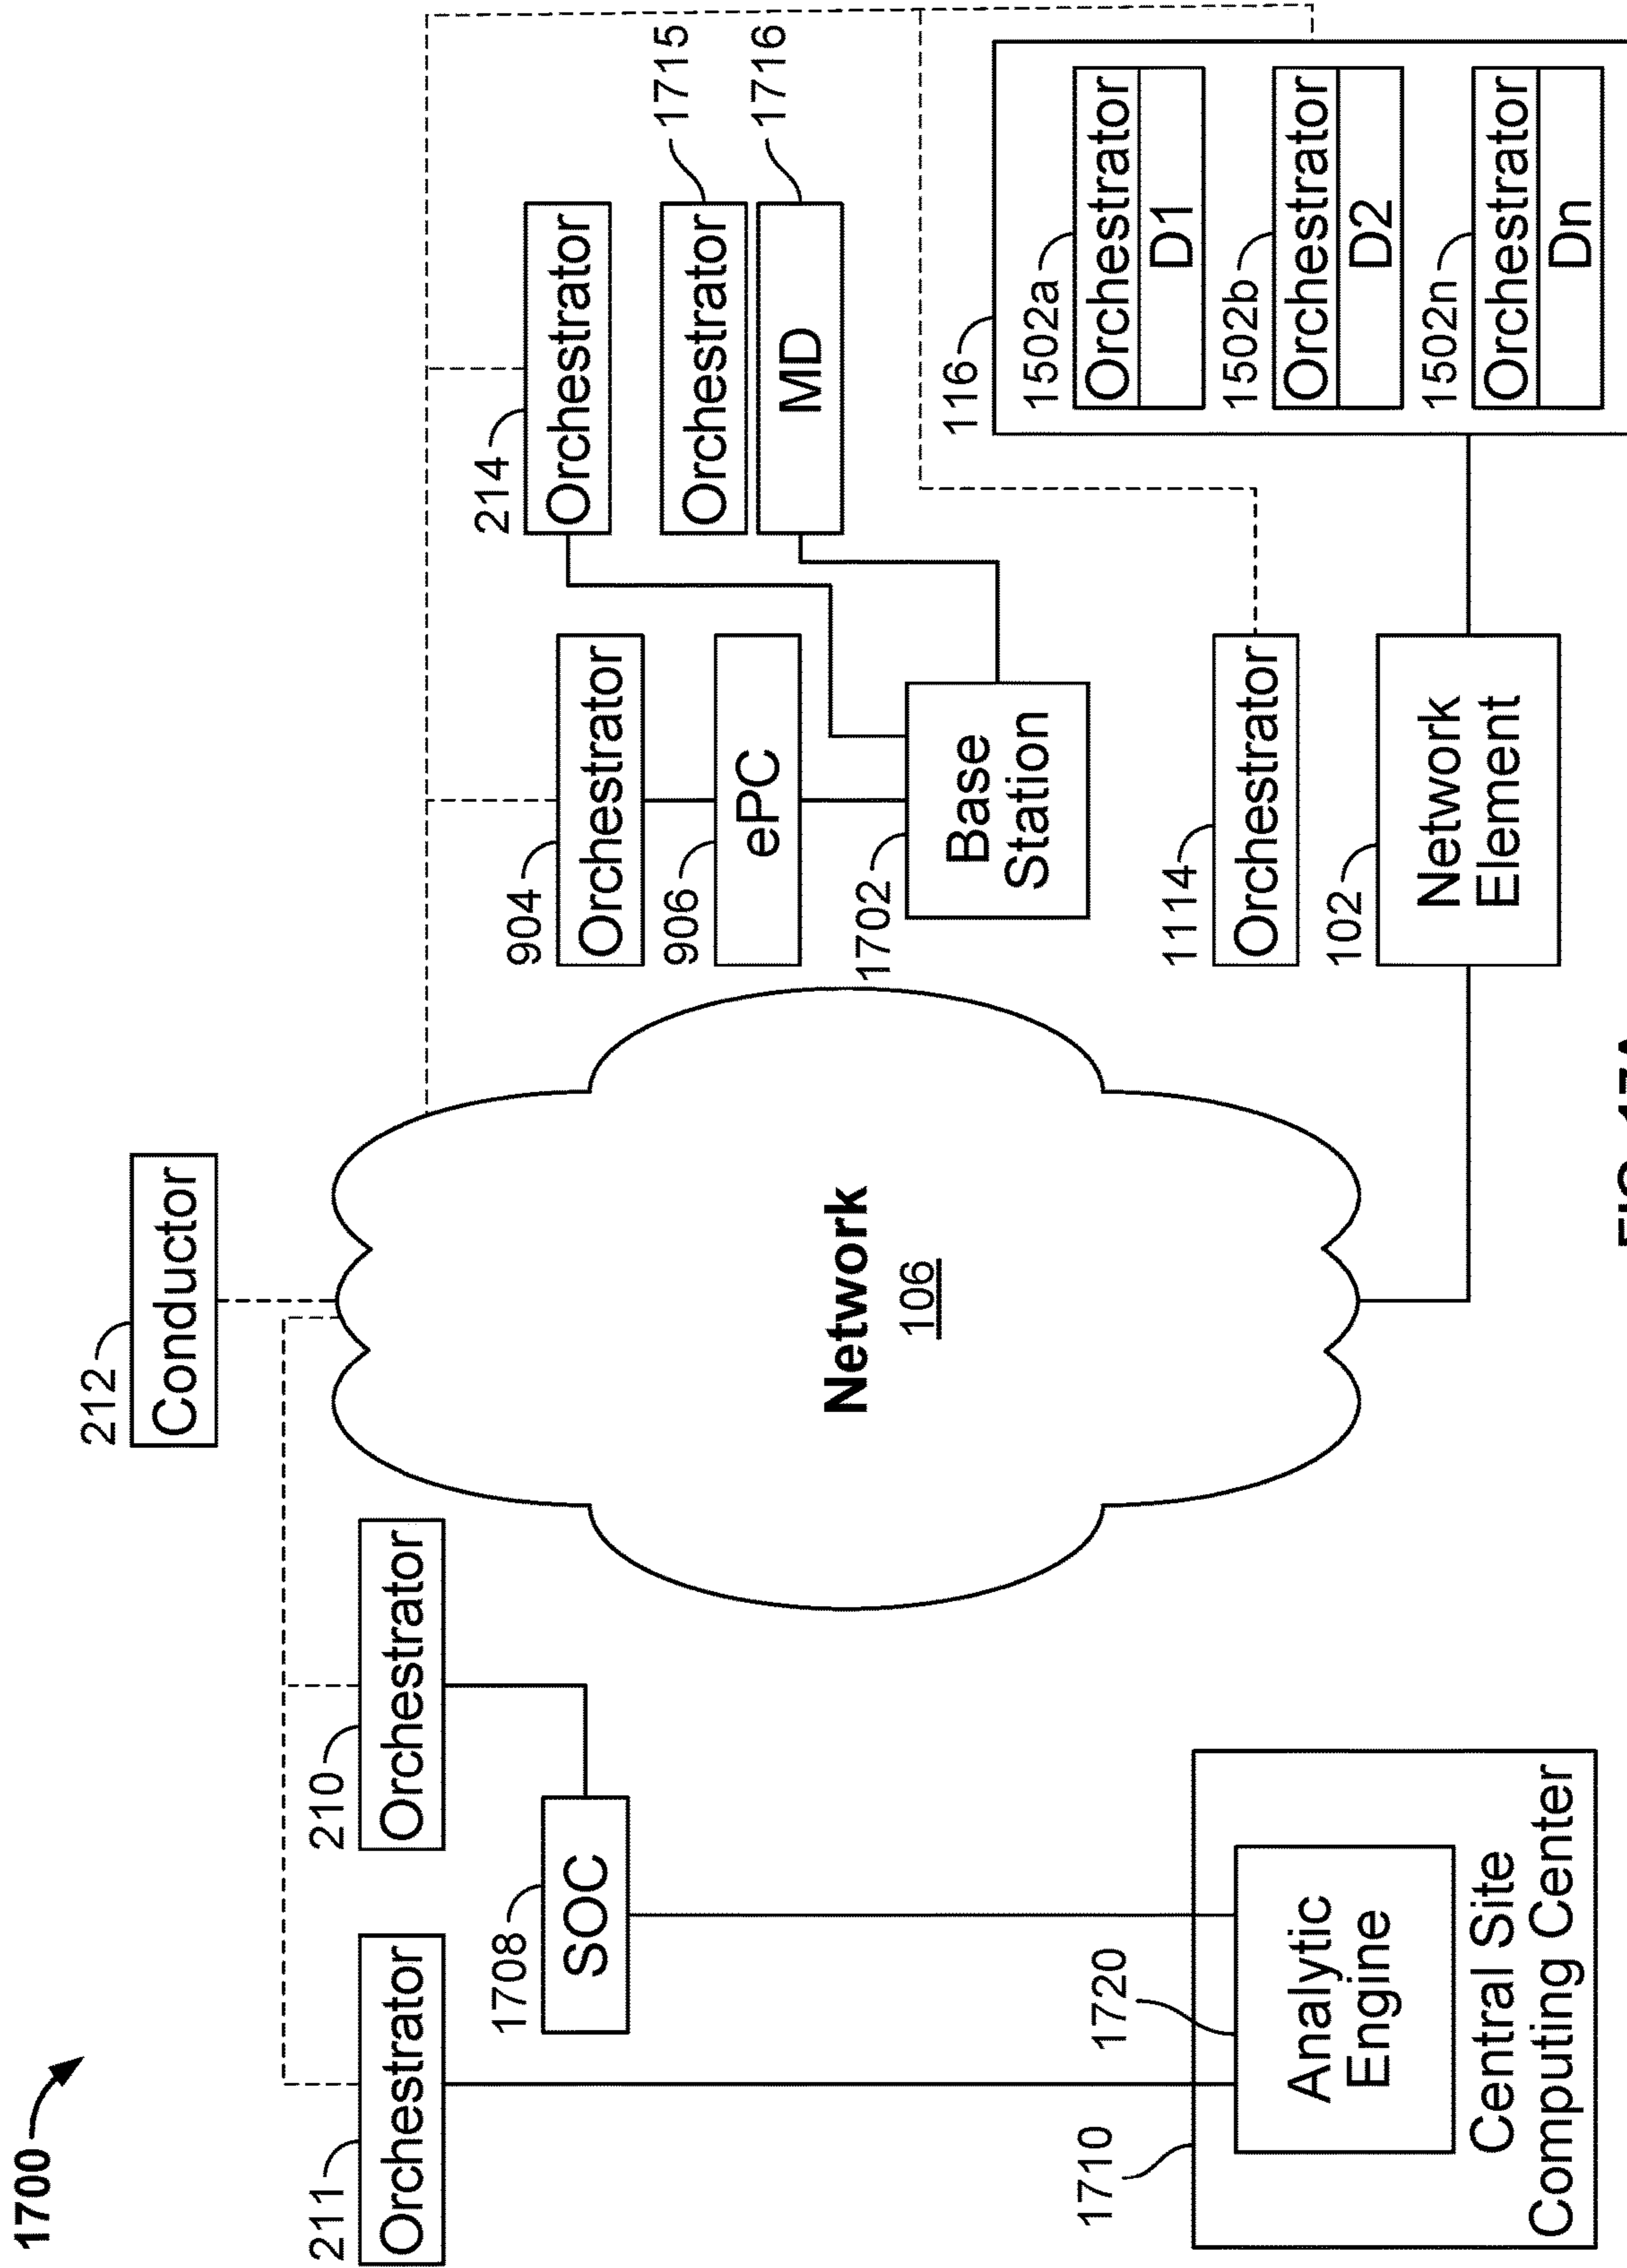 1700
212
Conductor
211
Orchestrator
210
Orchestrator
1708
SOC
1710
1720
Analytic
Engine
Central Site
Computing Center
Network
106
904
Orchestrator
906
ePC
1702
Base
Station
214
Orchestrator
Orchestrator
1715
MD
1716
1114
Orchestrator
102
Network
Element
116
1502a
Orchestrator
D1
1502b
Orchestrator
D2
1502n
Orchestrator
Dn